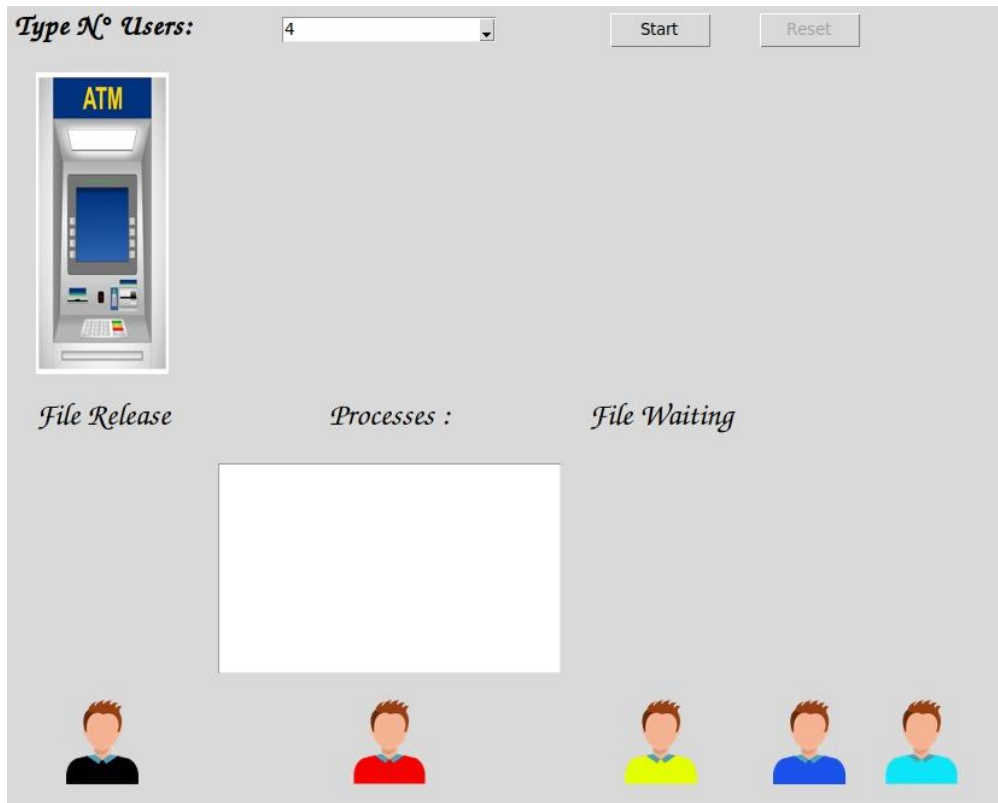 Type N° Users:
4
Start
Reset
ATM
File Release
Processes :
File Waiting